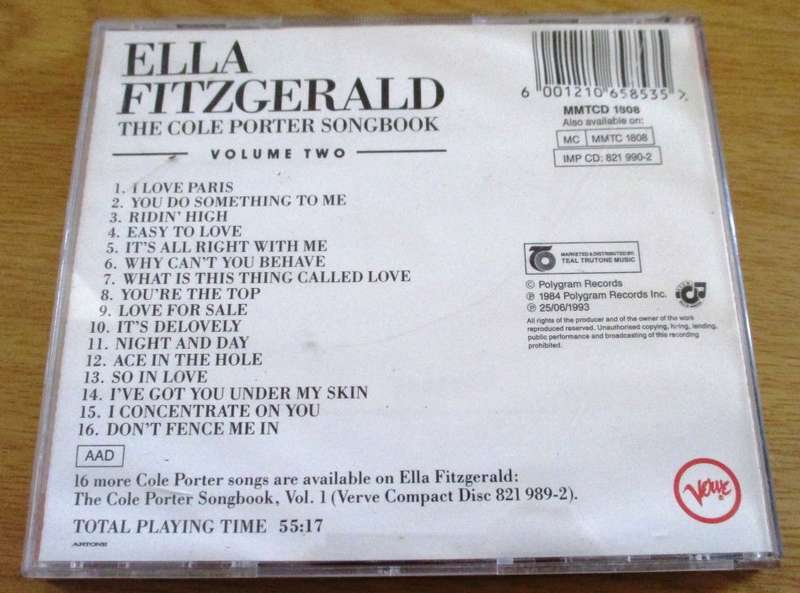 ELLA
FITZGERALD
THE COLE PORTER SONGBOOK
VOLUME TWO
1. I LOVE PARIS
2. YOU DO SOMETHING TO ME
3. RIDIN' HIGH
4. EASY TO LOVE
5. IT'S ALL RIGHT WITH ME
6. WHY CAN'T YOU BEHAVE
7. WHAT IS THIS THING CALLED LOVE
8. YOU'RE THE TOP
9. LOVE FOR SALE
10. IT'S DELOVELY
11. NIGHT AND DAY
12. ACE IN THE HOLE
13. SO IN LOVE
14. I'VE GOT YOU UNDER MY SKIN
15. I CONCENTRATE ON YOU
16. DON'T FENCE ME IN
AAD
16 more Cole Porter songs are available on Ella Fitzgerald:
The Cole Porter Songbook, Vol. 1 (Verve Compact Disc 821 989-2).
TOTAL PLAYING TIME 55:17
ARTONE
6 001210 658535 >
MMTCD 1808
Also available on:
MC MMTC 1808
IMP CD: 821 990-2
MARKETED & DISTRIBUTED BY:
TEAL TRUTONE MUSIC
© Polygram Records
℗ 1984 Polygram Records Inc.
℗ 25/06/1993
All rights of the producer and of the owner of the work
reproduced reserved. Unauthorised copying, hiring, lending,
public performance and broadcasting of this recording
prohibited.
Verve